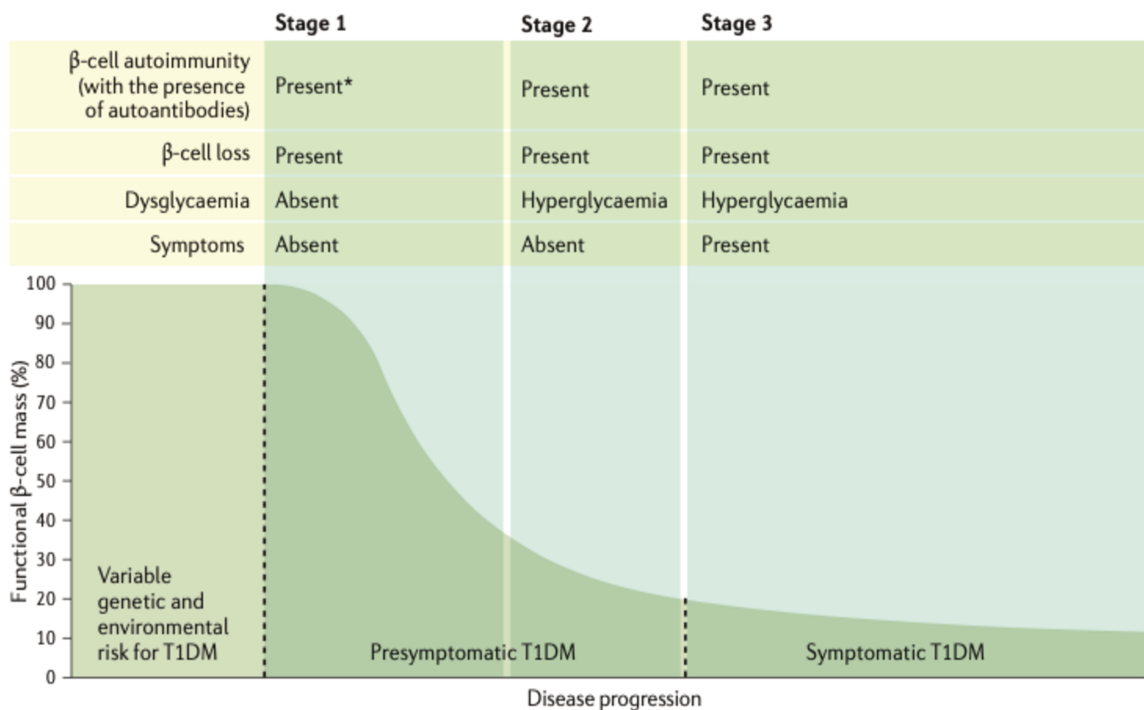 Stage 1 Stage 2 Stage 3
β-cell autoimmunity
(with the presence
of autoantibodies)
Present* Present Present
β-cell loss Present Present Present
Dysglycaemia Absent Hyperglycaemia Hyperglycaemia
Symptoms Absent Absent Present
Functional β-cell mass (%)
100
90
80
70
60
50
40
30
20
10
0
Variable
genetic and
environmental
risk for T1DM
Presymptomatic T1DM
Symptomatic T1DM
Disease progression